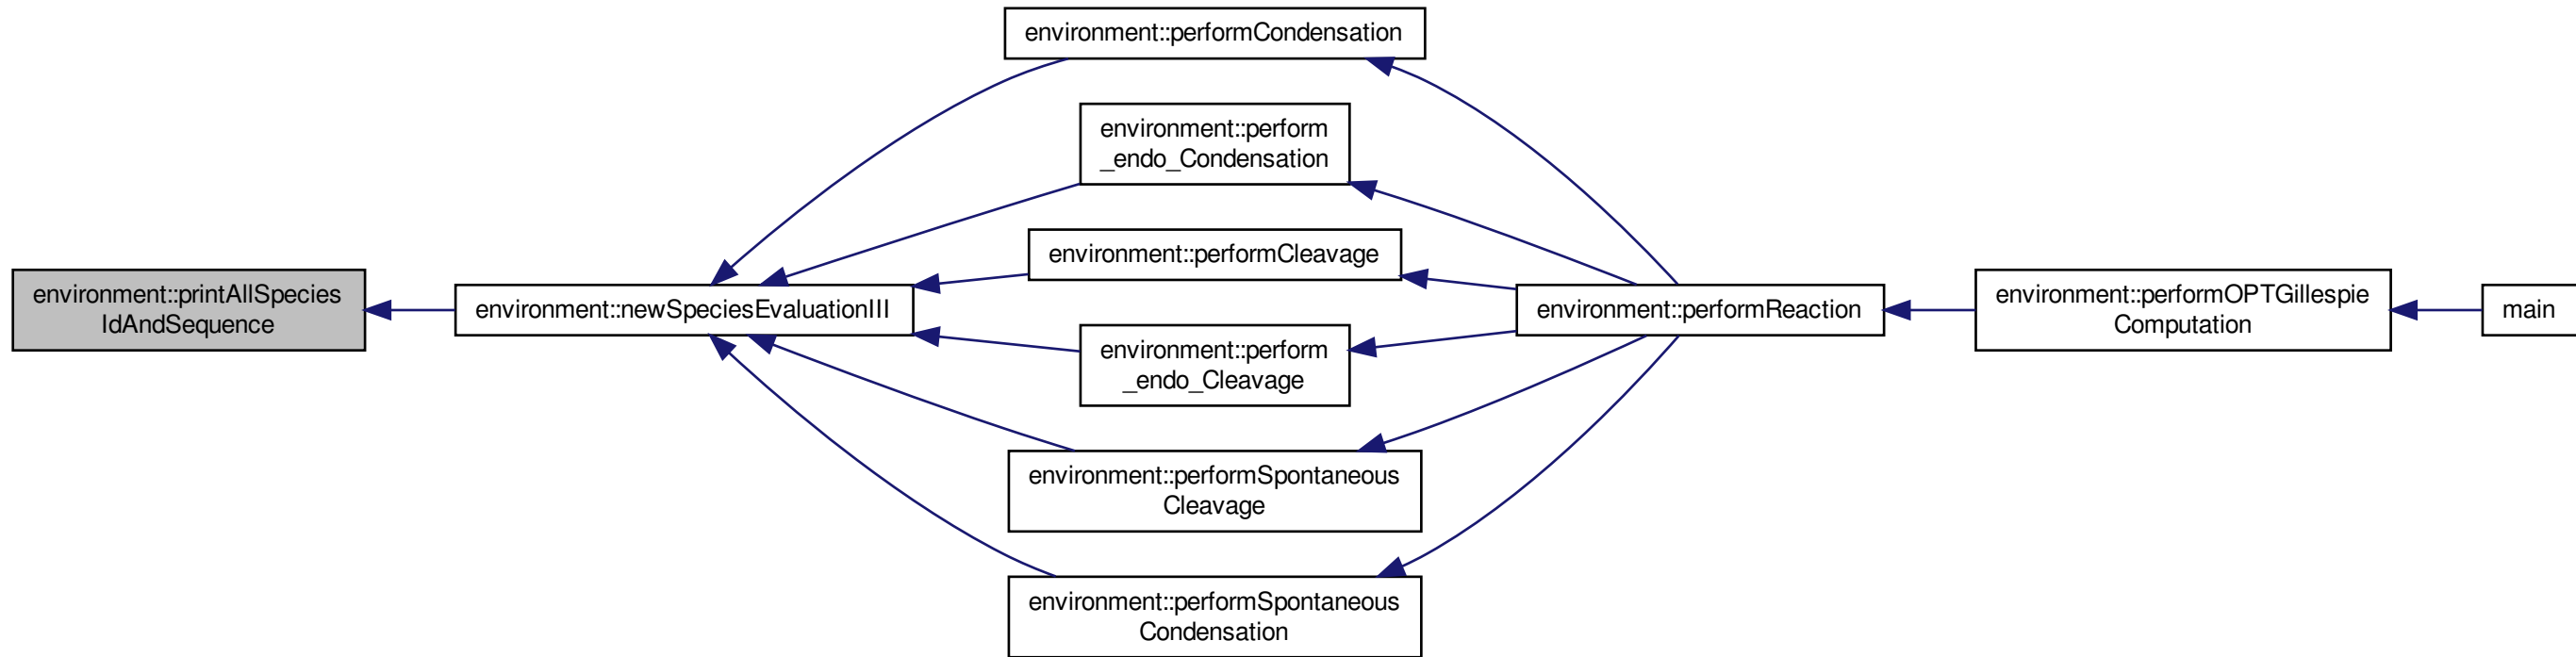 environment::printAllSpecies
IdAndSequence
environment::newSpeciesEvaluationIII
environment::performCondensation
environment::perform
_endo_Condensation
environment::performCleavage
environment::perform
_endo_Cleavage
environment::performSpontaneous
Cleavage
environment::performSpontaneous
Condensation
environment::performReaction
environment::performOPTGillespie
Computation
main